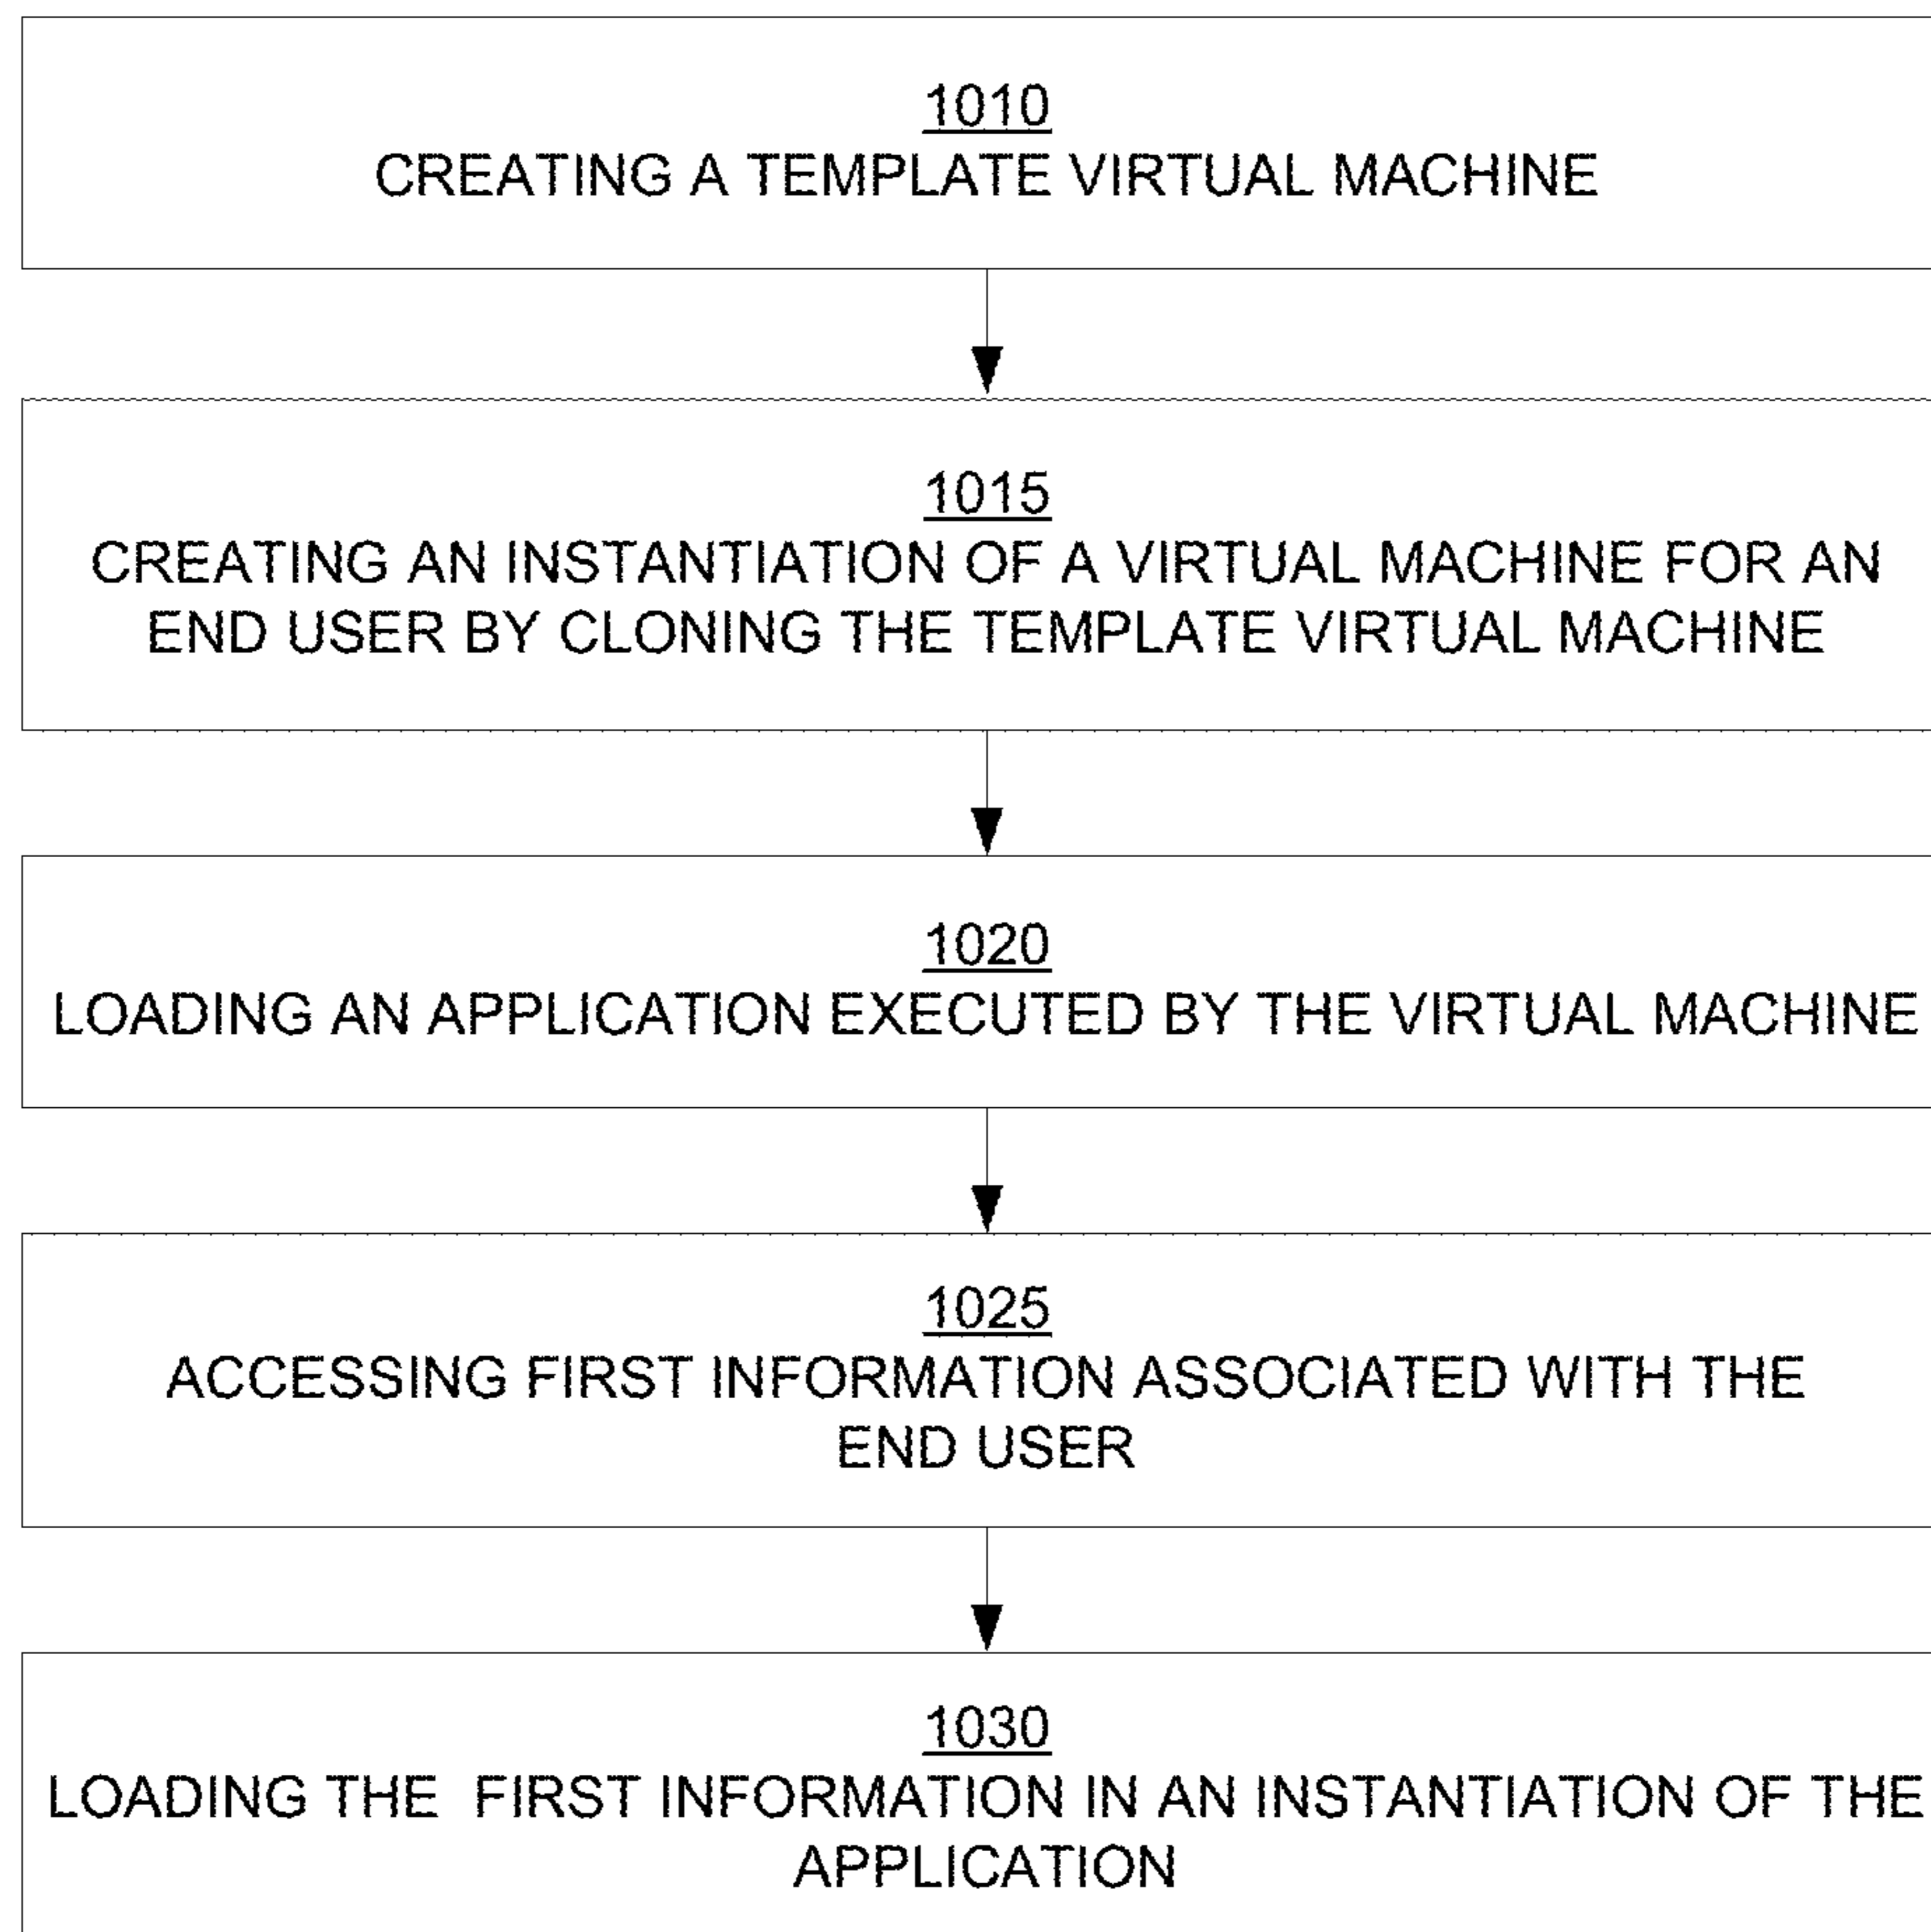 1010
CREATING A TEMPLATE VIRTUAL MACHINE
1015
CREATING AN INSTANTIATION OF A VIRTUAL MACHINE FOR AN
END USER BY CLONING THE TEMPLATE VIRTUAL MACHINE
1020
LOADING AN APPLICATION EXECUTED BY THE VIRTUAL MACHINE
1025
ACCESSING FIRST INFORMATION ASSOCIATED WITH THE
END USER
1030
LOADING THE  FIRST INFORMATION IN AN INSTANTIATION OF THE
APPLICATION